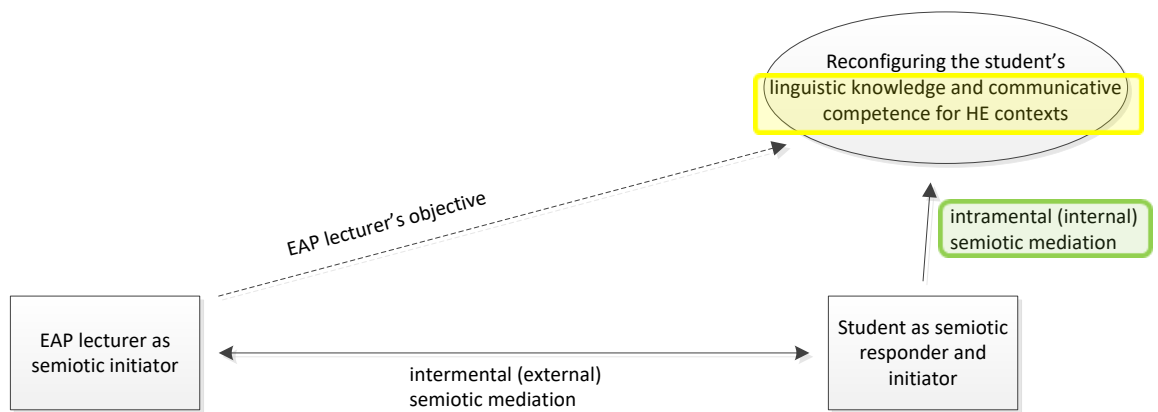 Reconfiguring the student's
linguistic knowledge and communicative
competence for HE contexts
EAP lecturer's objective
intramental (internal)
semiotic mediation
EAP lecturer as
semiotic initiator
Student as semiotic
responder and
initiator
intermental (external)
semiotic mediation